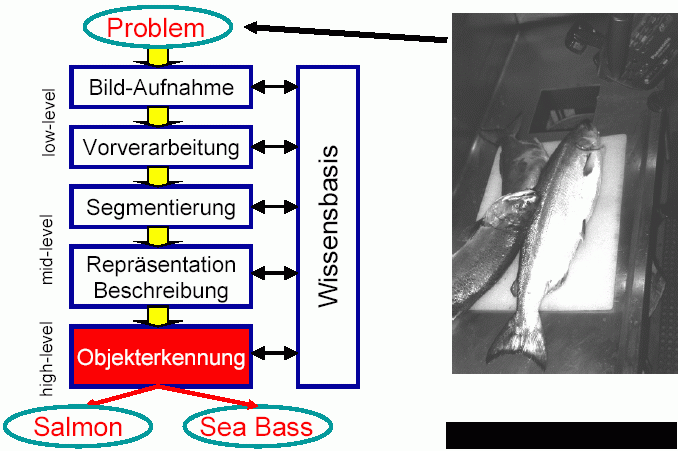 Problem
Bild-Aufnahme
Vorverarbeitung
Segmentierung
Repräsentation
Beschreibung
Objekterkennung
Salmon
Sea Bass
low-level
mid-level
high-level
Wissensbasis